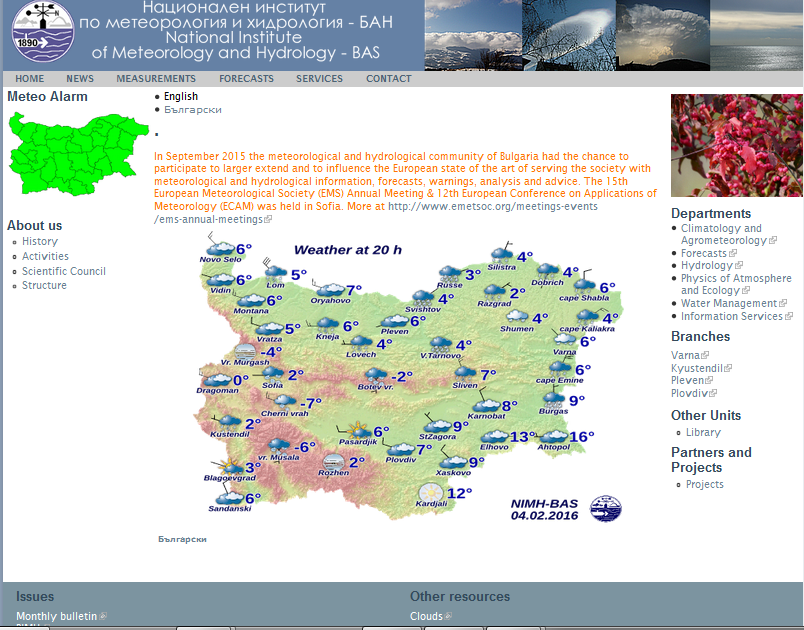 Национален институт
по метеорология и хидрология - БАН
National Institute
of Meteorology and Hydrology - BAS
1890
HOME NEWS MEASUREMENTS FORECASTS SERVICES CONTACT
Meteo Alarm
English
Български
In September 2015 the meteorological and hydrological community of Bulgaria had the chance to
participate to larger extend and to influence the European state of the art of serving the society with
meteorological and hydrological information, forecasts, warnings, analysis and advice. The 15th
European Meteorological Society (EMS) Annual Meeting & 12th European Conference on Applications of
Meteorology (ECAM) was held in Sofia. More at http://www.emetsoc.org/meetings-events
/ems-annual-meetings
About us
History
Activities
Scientific Council
Structure
Weather at 20 h
Novo Selo 6°
Vidin 6°
Lom 5°
Montana 6°
Oryahovo 7°
Vratza 5°
Kneja 6°
Pleven 6°
Lovech 4°
Svishtov 4°
Russe 3°
Silistra 4°
Razgrad 2°
Dobrich 4°
cape Shabla 6°
Shumen 4°
cape Kaliakra 4°
Varna 6°
V.Tarnovo 4°
cape Emine 6°
Vr. Murgash -4°
Dragoman 0°
Sofia 2°
Botev vr. -2°
Sliven 7°
Cherni vrah -7°
Karnobat 8°
Burgas 9°
Kustendil 2°
Pasardjik 6°
StZagora 9°
Elhovo 13°
Ahtopol 16°
vr. Musala -6°
Plovdiv 7°
Blagoevgrad 3°
Rozhen 2°
Xaskovo 9°
Sandanski 6°
Kardjali 12°
NIMH-BAS
04.02.2016
Български
Departments
Climatology and
Agrometeorology
Forecasts
Hydrology
Physics of Atmosphere
and Ecology
Water Management
Information Services
Branches
Varna
Kyustendil
Pleven
Plovdiv
Other Units
Library
Partners and
Projects
Projects
Issues
Monthly bulletin
Other resources
Clouds